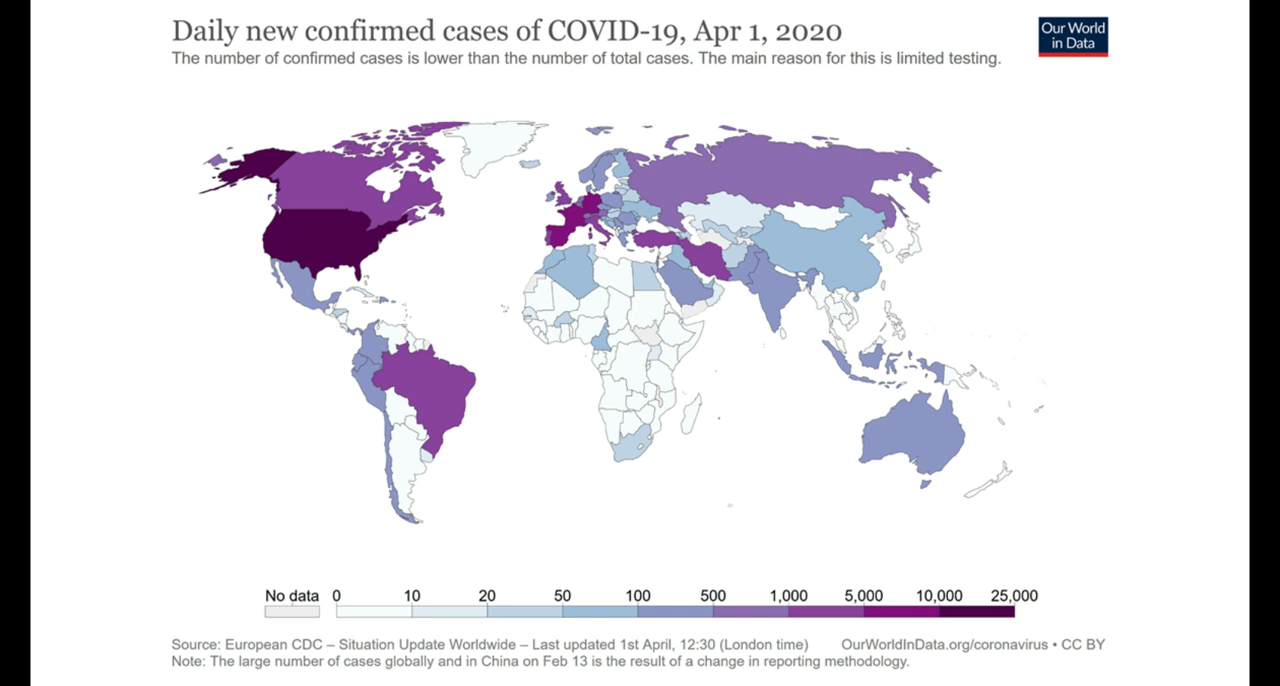 Daily new confirmed cases of COVID-19, Apr 1, 2020
The number of confirmed cases is lower than the number of total cases. The main reason for this is limited testing.
Our World
in Data
No data 0 10 20 50 100 500 1,000 5,000 10,000 25,000
Source: European CDC – Situation Update Worldwide – Last updated 1st April, 12:30 (London time) OurWorldInData.org/coronavirus • CC BY
Note: The large number of cases globally and in China on Feb 13 is the result of a change in reporting methodology.